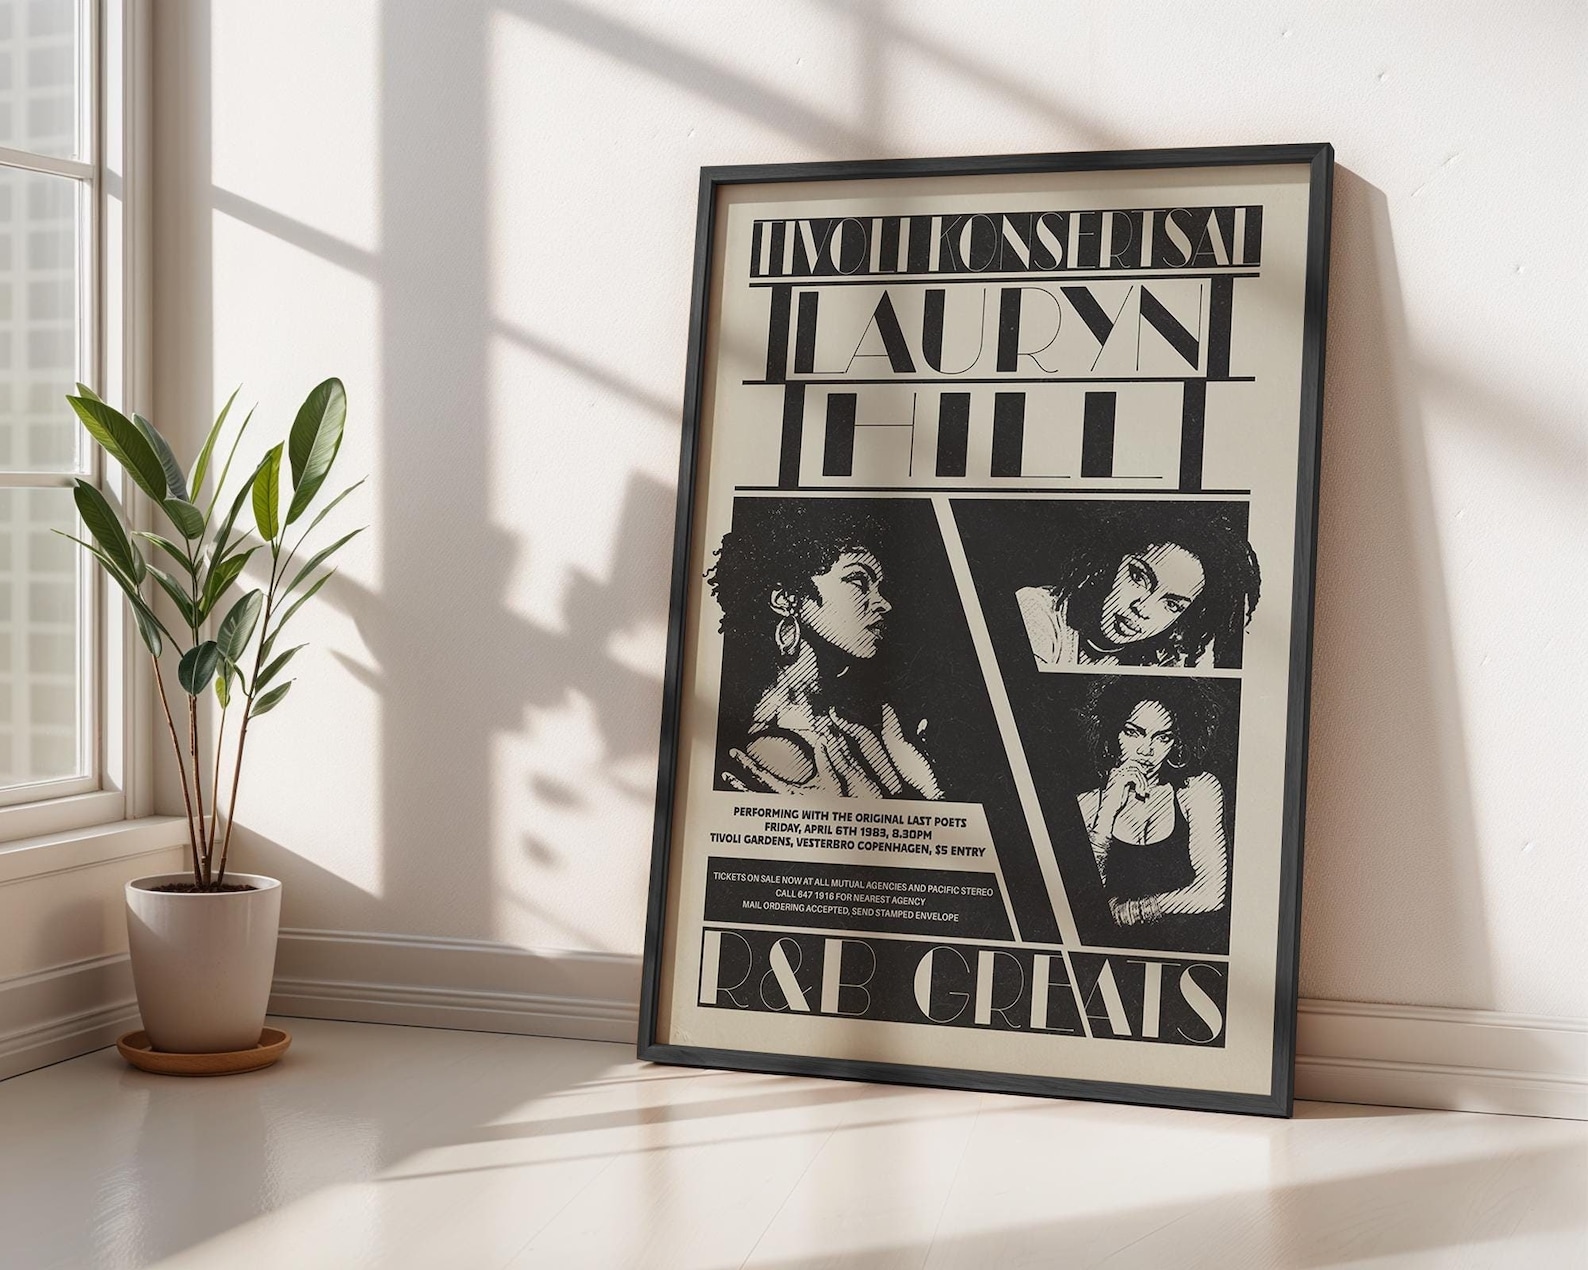 TIVOLI KONSERTSAL
LAURYN
HILL
PERFORMING WITH THE ORIGINAL LAST POETS
FRIDAY, APRIL 6TH 1983, 8.30PM
TIVOLI GARDENS, VESTERBRO COPENHAGEN, $5 ENTRY
TICKETS ON SALE NOW AT ALL MUTUAL AGENCIES AND PACIFIC STEREO
CALL 647 1916 FOR NEAREST AGENCY
MAIL ORDERING ACCEPTED, SEND STAMPED ENVELOPE
R&B GREATS